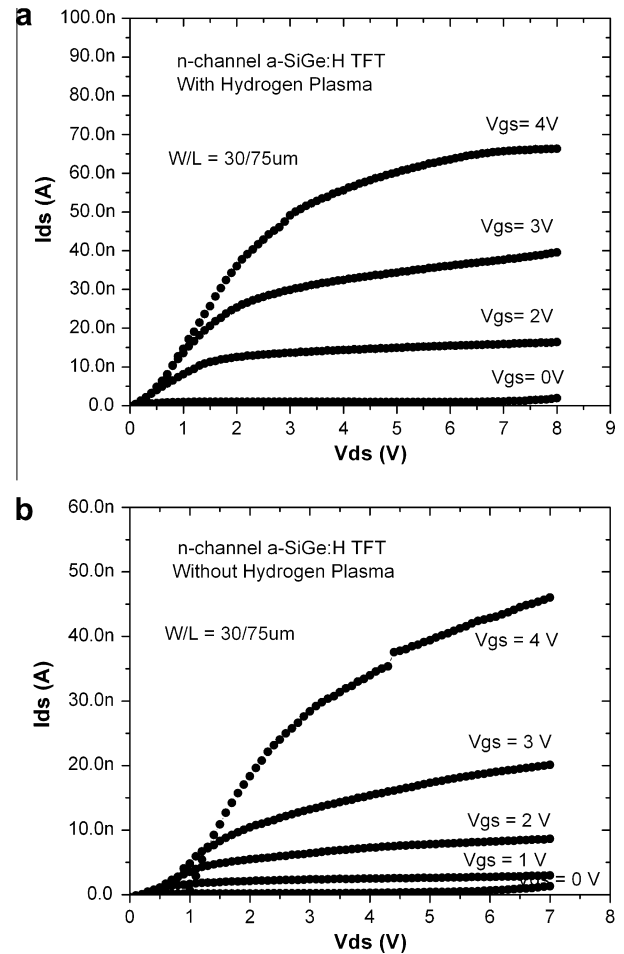 a
100.0n
90.0n
80.0n
70.0n
60.0n
50.0n
40.0n
30.0n
20.0n
10.0n
0.0
Ids (A)
n-channel a-SiGe:H TFT
With Hydrogen Plasma
W/L = 30/75um
Vgs= 4V
Vgs= 3V
Vgs= 2V
Vgs= 0V
0 1 2 3 4 5 6 7 8 9
Vds (V)
b
60.0n
50.0n
40.0n
30.0n
20.0n
10.0n
0.0
Ids (A)
n-channel a-SiGe:H TFT
Without Hydrogen Plasma
W/L = 30/75um
Vgs = 4 V
Vgs = 3 V
Vgs = 2 V
Vgs = 1 V
= 0 V
0 1 2 3 4 5 6 7 8
Vds (V)